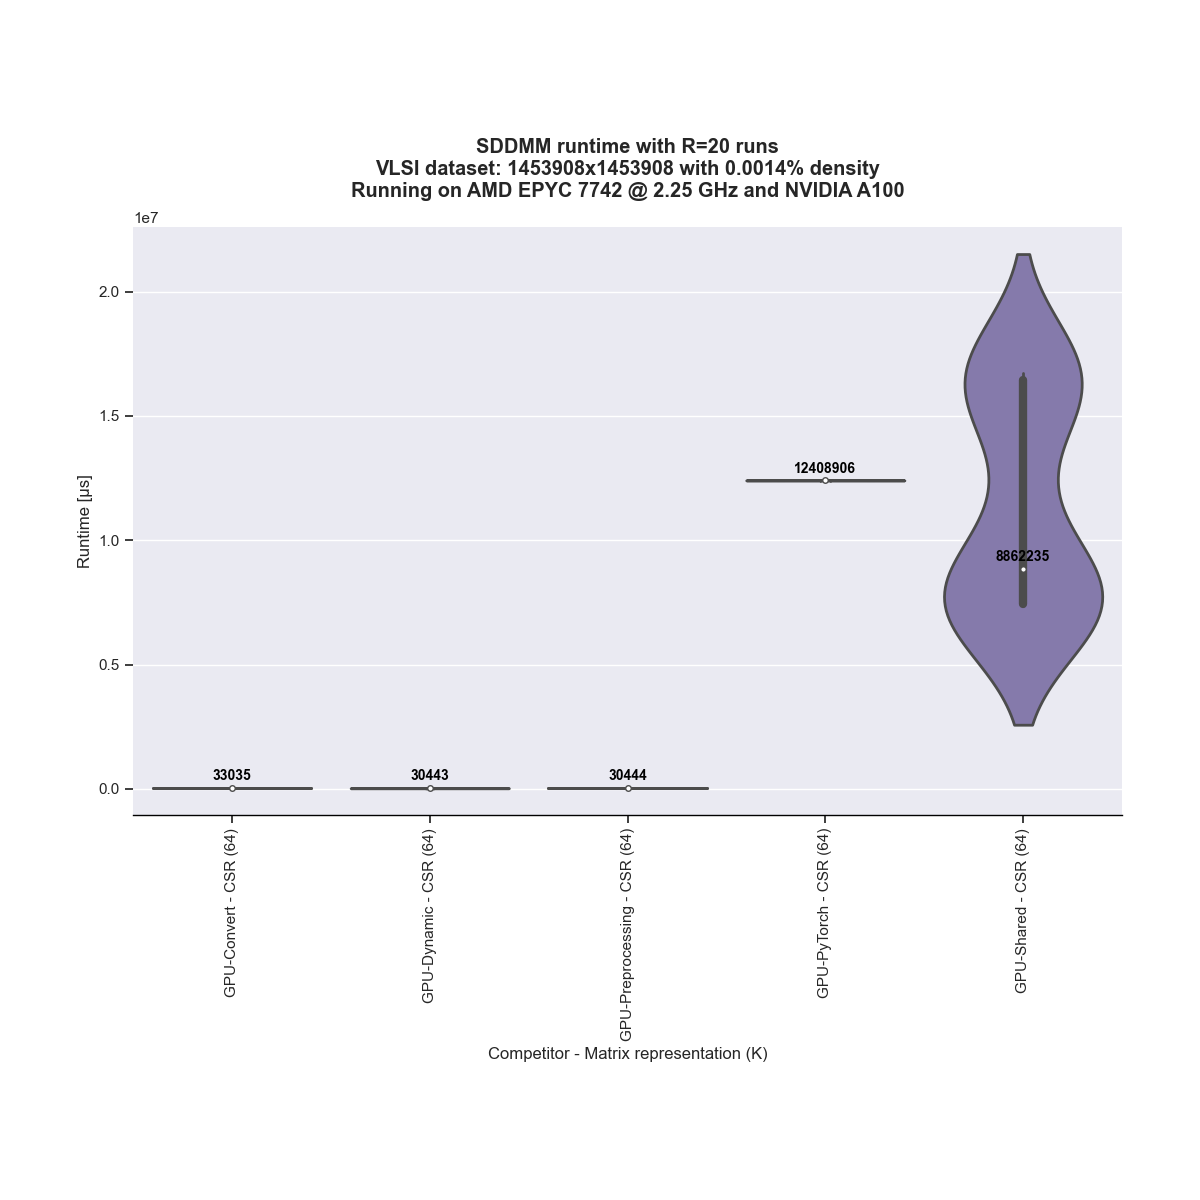 SDDMM runtime with R=20 runs
VLSI dataset: 1453908x1453908 with 0.0014% density
Running on AMD EPYC 7742 @ 2.25 GHz and NVIDIA A100
1e7
2.0
1.5
1.0
0.5
0.0
Runtime [µs]
33035
30443
30444
12408906
8862235
GPU-Convert - CSR (64)
GPU-Dynamic - CSR (64)
GPU-Preprocessing - CSR (64)
GPU-PyTorch - CSR (64)
GPU-Shared - CSR (64)
Competitor - Matrix representation (K)